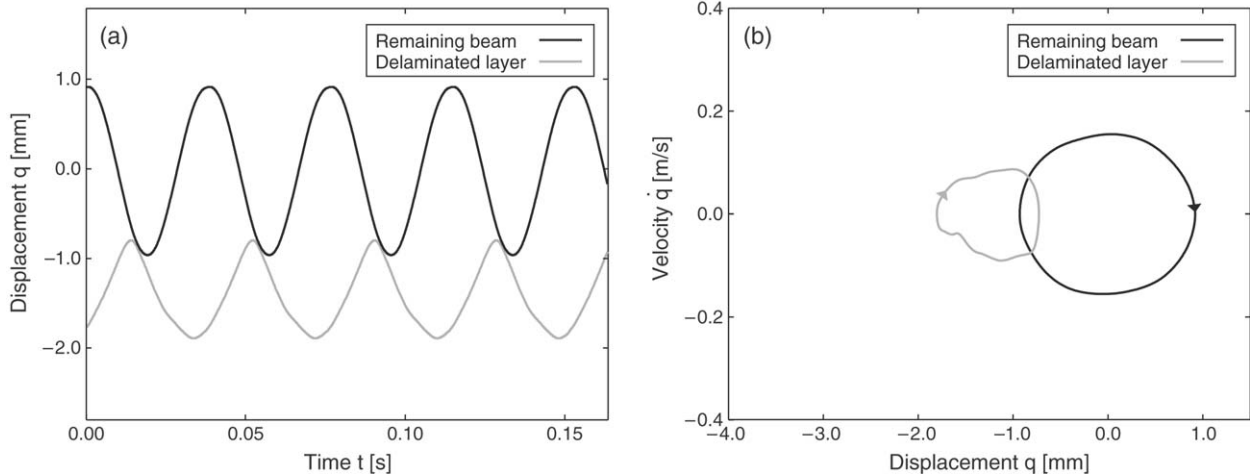 (a)
Remaining beam
Delaminated layer
Displacement q [mm]
1.0
0.0
−1.0
−2.0
0.00 0.05 0.10 0.15
Time t [s]
(b)
Remaining beam
Delaminated layer
Velocity q̇ [m/s]
0.4
0.2
0.0
−0.2
−0.4
−4.0 −3.0 −2.0 −1.0 0.0 1.0
Displacement q [mm]